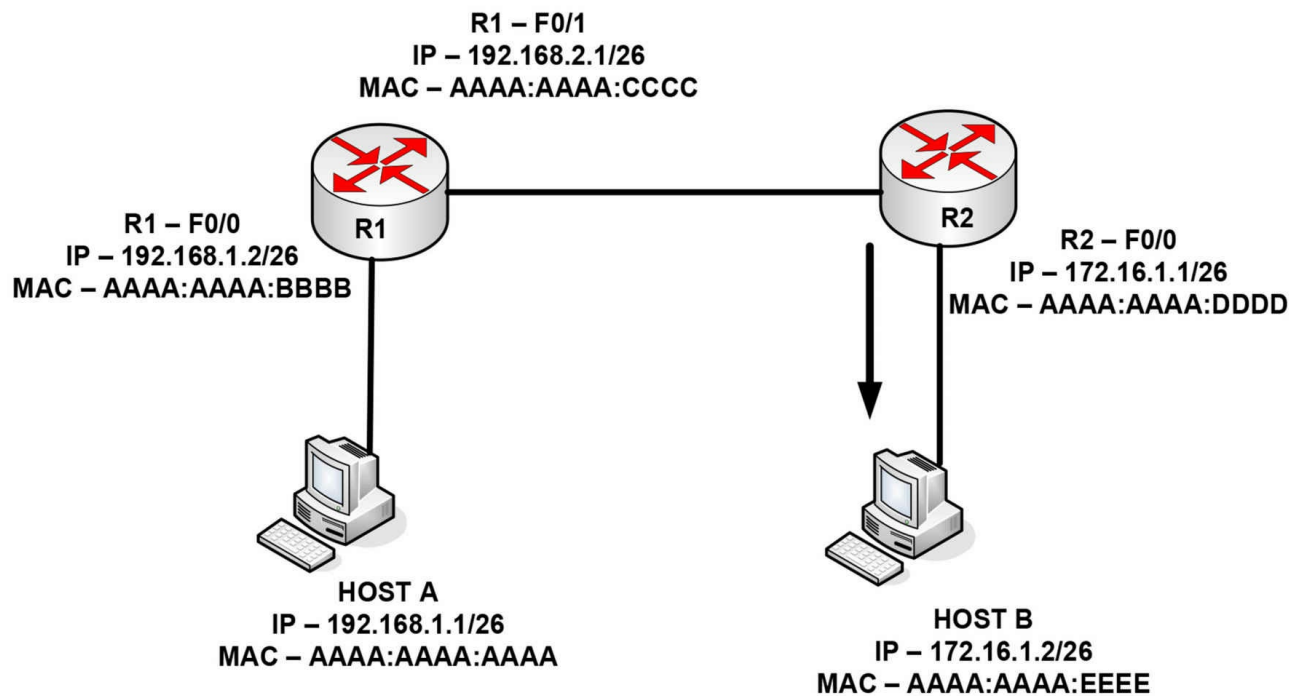 R1 – F0/1
IP – 192.168.2.1/26
MAC – AAAA:AAAA:CCCC
R1
R2
R1 – F0/0
IP – 192.168.1.2/26
MAC – AAAA:AAAA:BBBB
R2 – F0/0
IP – 172.16.1.1/26
MAC – AAAA:AAAA:DDDD
HOST A
IP – 192.168.1.1/26
MAC – AAAA:AAAA:AAAA
HOST B
IP – 172.16.1.2/26
MAC – AAAA:AAAA:EEEE